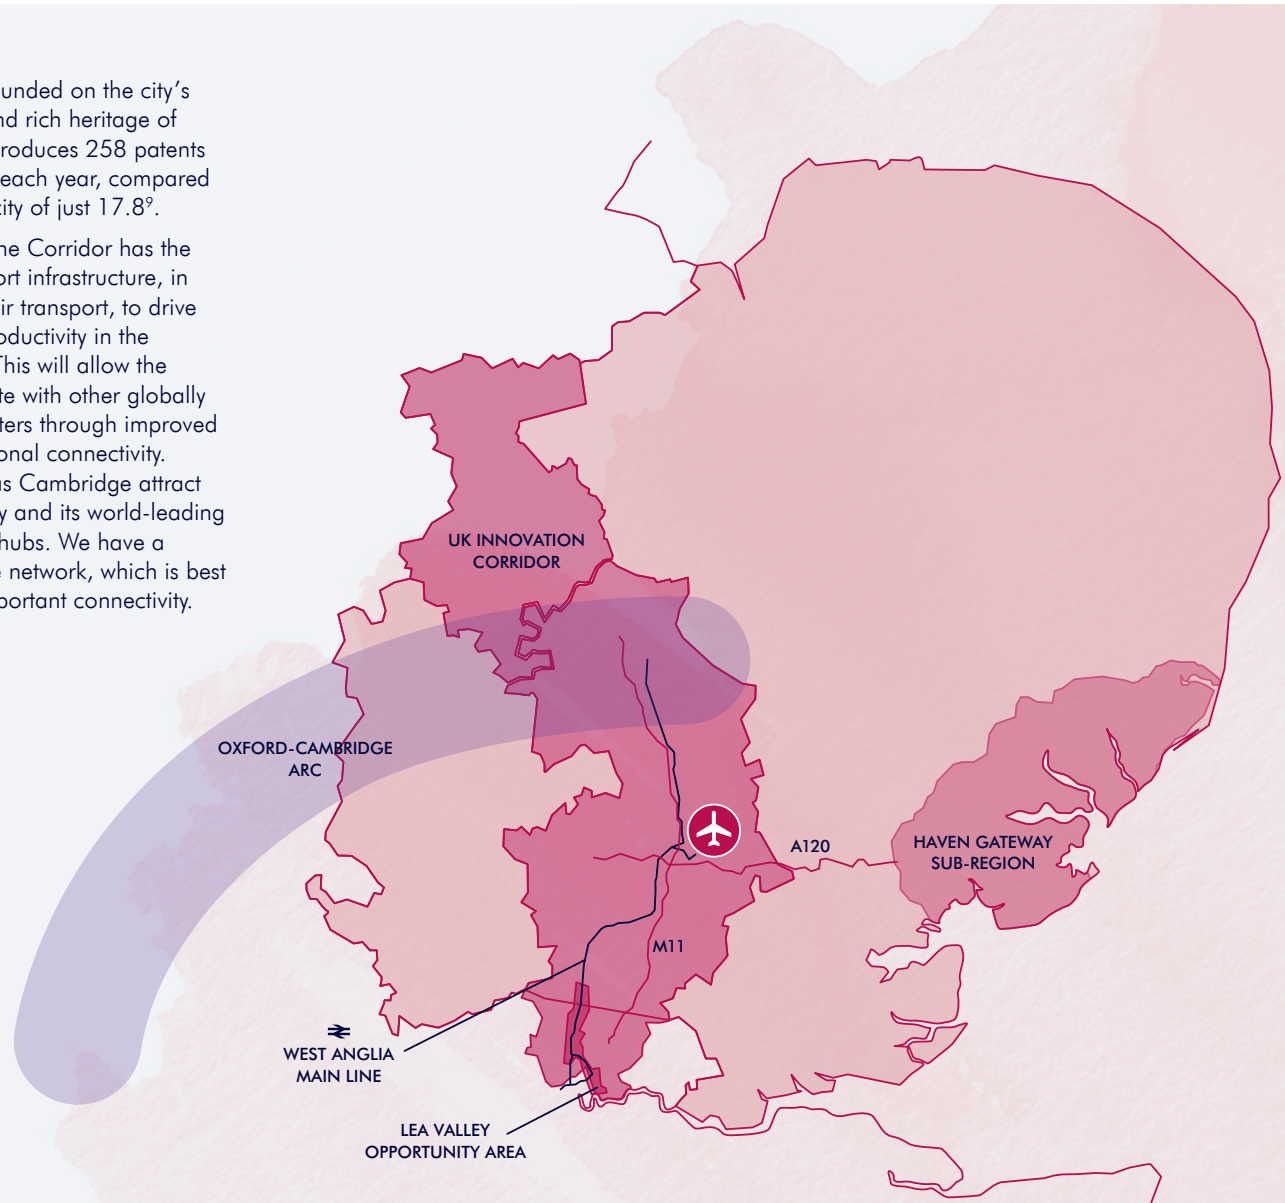 unded on the city’s
nd rich heritage of
roduces 258 patents
each year, compared
city of just 17.8⁹.
he Corridor has the
ort infrastructure, in
ir transport, to drive
oductivity in the
This will allow the
te with other globally
ters through improved
onal connectivity.
as Cambridge attract
y and its world-leading
hubs. We have a
e network, which is best
portant connectivity.
UK INNOVATION
CORRIDOR
OXFORD-CAMBRIDGE
ARC
A120
HAVEN GATEWAY
SUB-REGION
M11
WEST ANGLIA
MAIN LINE
LEA VALLEY
OPPORTUNITY AREA